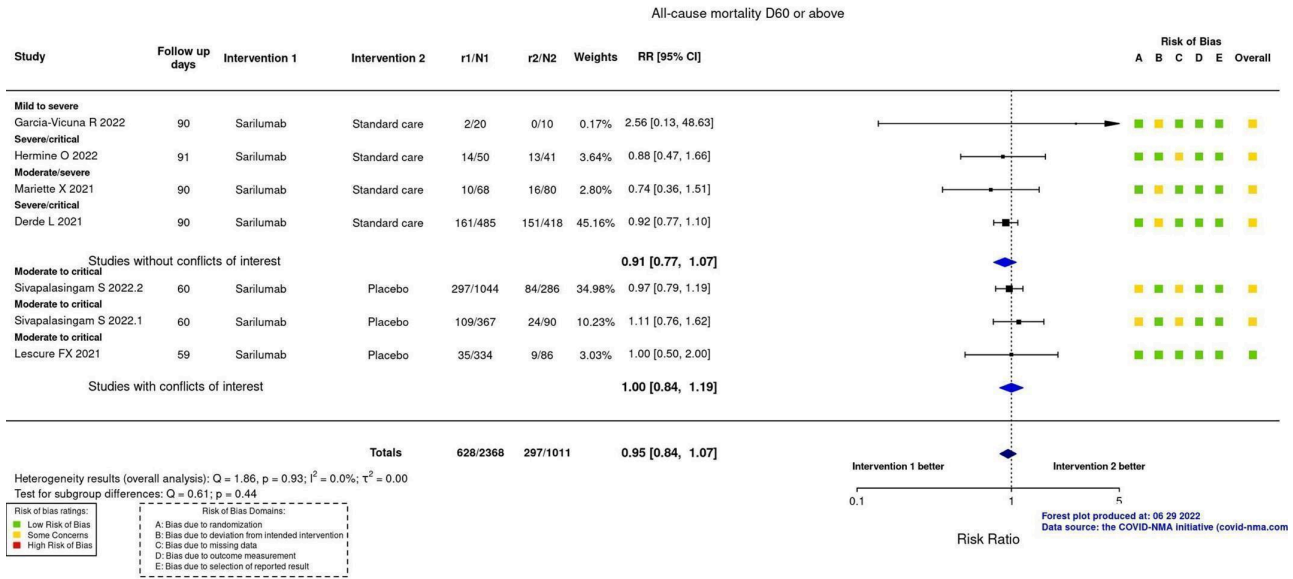 All-cause mortality D60 or above
Risk of Bias
Study Follow up days Intervention 1 Intervention 2 r1/N1 r2/N2 Weights RR [95% CI] A B C D E Overall
Mild to severe
Garcia-Vicuna R 2022 90 Sarilumab Standard care 2/20 0/10 0.17% 2.56 [0.13, 48.63]
Severe/critical
Hermine O 2022 91 Sarilumab Standard care 14/50 13/41 3.64% 0.88 [0.47, 1.66]
Moderate/severe
Mariette X 2021 90 Sarilumab Standard care 10/68 16/80 2.80% 0.74 [0.36, 1.51]
Severe/critical
Derde L 2021 90 Sarilumab Standard care 161/485 151/418 45.16% 0.92 [0.77, 1.10]
Studies without conflicts of interest 0.91 [0.77, 1.07]
Moderate to critical
Sivapalasingam S 2022.2 60 Sarilumab Placebo 297/1044 84/286 34.98% 0.97 [0.79, 1.19]
Moderate to critical
Sivapalasingam S 2022.1 60 Sarilumab Placebo 109/367 24/90 10.23% 1.11 [0.76, 1.62]
Moderate to critical
Lescure FX 2021 59 Sarilumab Placebo 35/334 9/86 3.03% 1.00 [0.50, 2.00]
Studies with conflicts of interest 1.00 [0.84, 1.19]
Totals 628/2368 297/1011 0.95 [0.84, 1.07]
Intervention 1 better Intervention 2 better
Heterogeneity results (overall analysis): Q = 1.86, p = 0.93; I² = 0.0%; τ² = 0.00
Test for subgroup differences: Q = 0.61; p = 0.44
0.1 1 5
Risk of bias ratings:
Low Risk of Bias
Some Concerns
High Risk of Bias
Risk of Bias Domains:
A: Bias due to randomization
B: Bias due to deviation from intended intervention
C: Bias due to missing data
D: Bias due to outcome measurement
E: Bias due to selection of reported result
Forest plot produced at: 06 29 2022
Data source: the COVID-NMA initiative (covid-nma.com
Risk Ratio